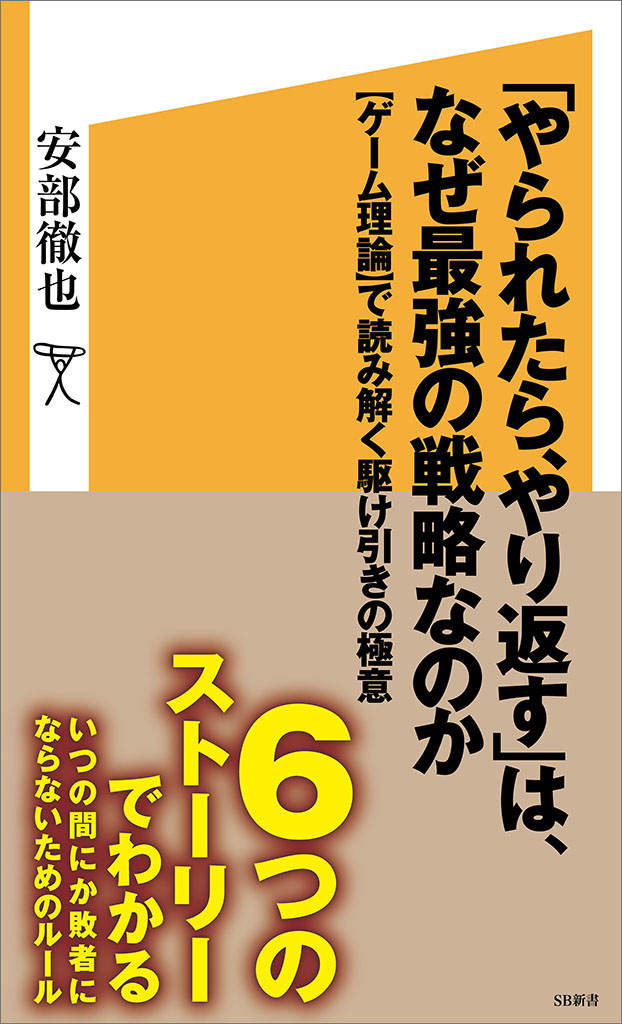 「やられたら、やり返す」は、
なぜ最強の戦略なのか
【ゲーム理論】で読み解く駆け引きの極意
安部徹也
6つの
ストーリー
でわかる
いつの間にか敗者に
ならないためのルール
SB新書